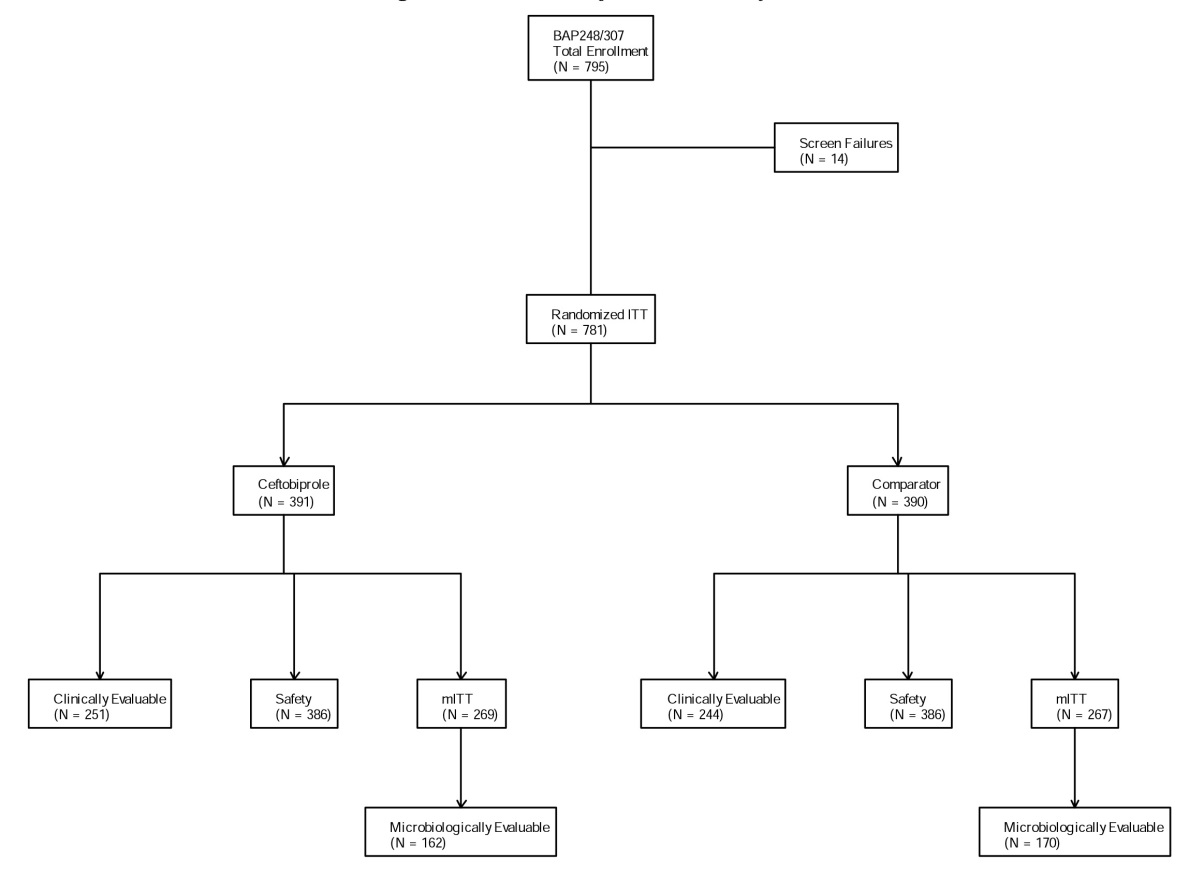 BAP248/307
Total Enrollment
(N = 795)
Screen Failures
(N = 14)
Randomized ITT
(N = 781)
Ceftobiprole
(N = 391)
Comparator
(N = 390)
Clinically Evaluable
(N = 251)
Safety
(N = 386)
mITT
(N = 269)
Clinically Evaluable
(N = 244)
Safety
(N = 386)
mITT
(N = 267)
Microbiologically Evaluable
(N = 162)
Microbiologically Evaluable
(N = 170)